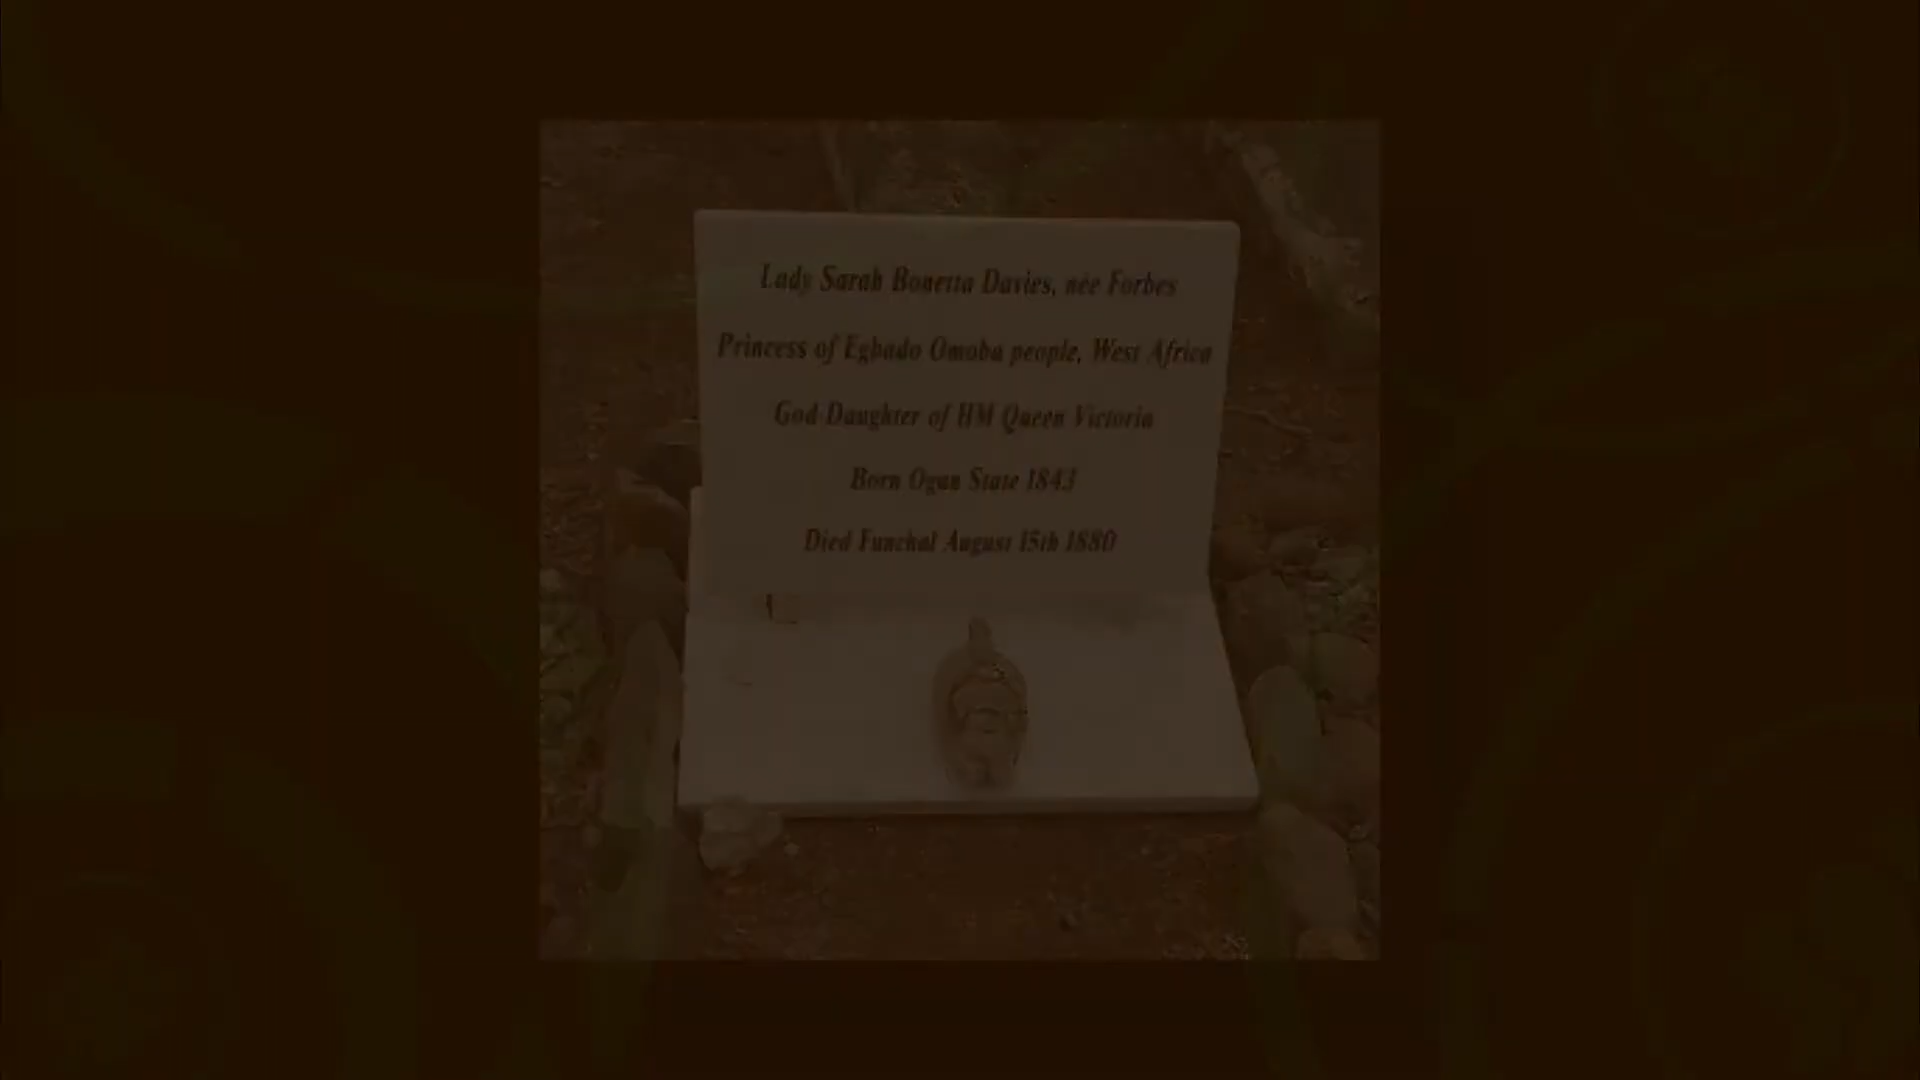 Lady Sarah Bonetta Davies, née Forbes
Princess of Egbado Omoba people, West Africa
God-Daughter of HM Queen Victoria
Born Ogun State 1843
Died Funchal August 15th 1880